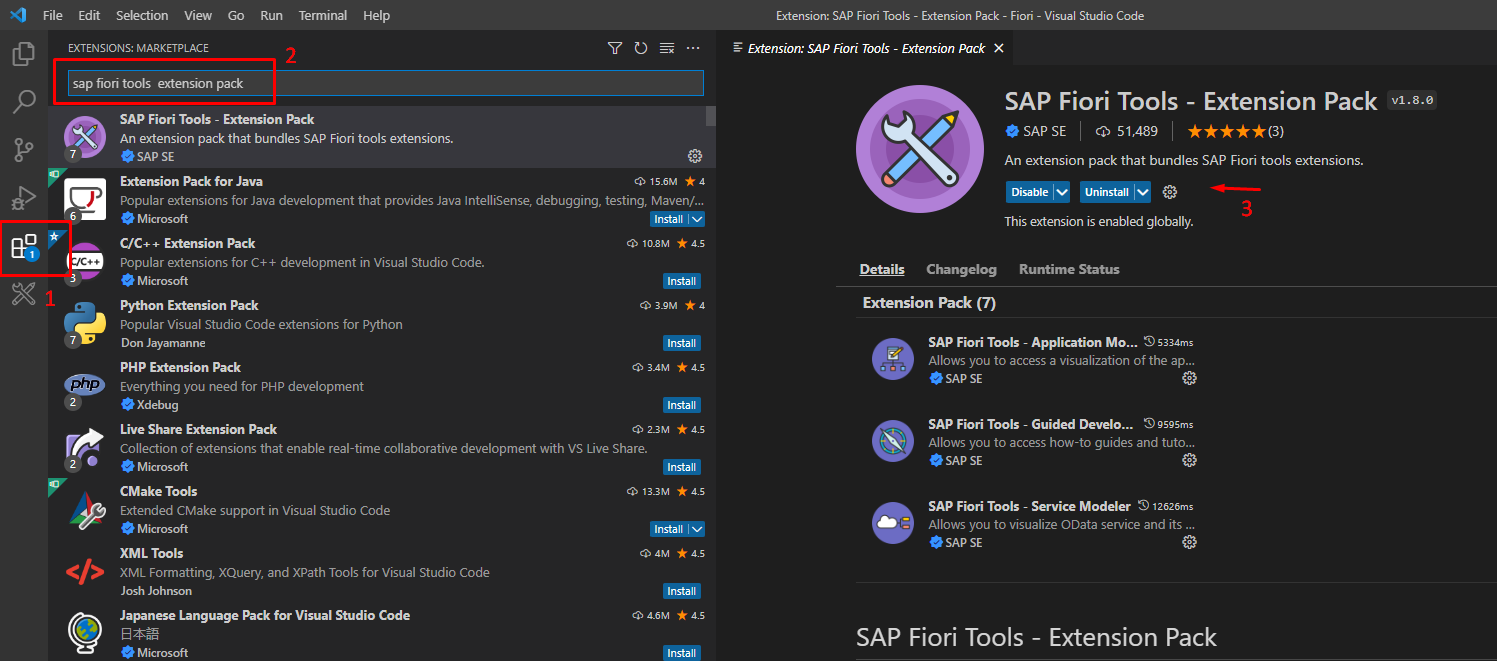 File Edit Selection View Go Run Terminal Help
Extension: SAP Fiori Tools - Extension Pack - Fiori - Visual Studio Code
EXTENSIONS: MARKETPLACE
2
sap fiori tools  extension pack
SAP Fiori Tools - Extension Pack
An extension pack that bundles SAP Fiori tools extensions.
7
SAP SE
Extension Pack for Java 15.6M 4
Popular extensions for Java development that provides Java IntelliSense, debugging, testing, Maven/...
6
Microsoft Install
C/C++ Extension Pack 10.8M 4.5
C/C++
Popular extensions for C++ development in Visual Studio Code.
3
Microsoft Install
1
1
Python Extension Pack 3.9M 4
Popular Visual Studio Code extensions for Python
7
Don Jayamanne Install
PHP Extension Pack 3.4M 4.5
php
Everything you need for PHP development
2
Xdebug Install
Live Share Extension Pack 2.3M 4.5
Collection of extensions that enable real-time collaborative development with VS Live Share.
2
Microsoft Install
CMake Tools 13.3M 4.5
Extended CMake support in Visual Studio Code
Microsoft Install
XML Tools 4M 4.5
XML Formatting, XQuery, and XPath Tools for Visual Studio Code
Josh Johnson Install
Japanese Language Pack for Visual Studio Code 4.6M 4.5
日本語
Microsoft Install
Extension: SAP Fiori Tools - Extension Pack
SAP Fiori Tools - Extension Pack v1.8.0
SAP SE 51,489 (3)
An extension pack that bundles SAP Fiori tools extensions.
Disable Uninstall
3
This extension is enabled globally.
Details Changelog Runtime Status
Extension Pack (7)
SAP Fiori Tools - Application Mo... 5334ms
Allows you to access a visualization of the ap...
SAP SE
SAP Fiori Tools - Guided Develo... 9595ms
Allows you to access how-to guides and tuto...
SAP SE
SAP Fiori Tools - Service Modeler 12626ms
Allows you to visualize OData service and its ...
SAP SE
SAP Fiori Tools - Extension Pack